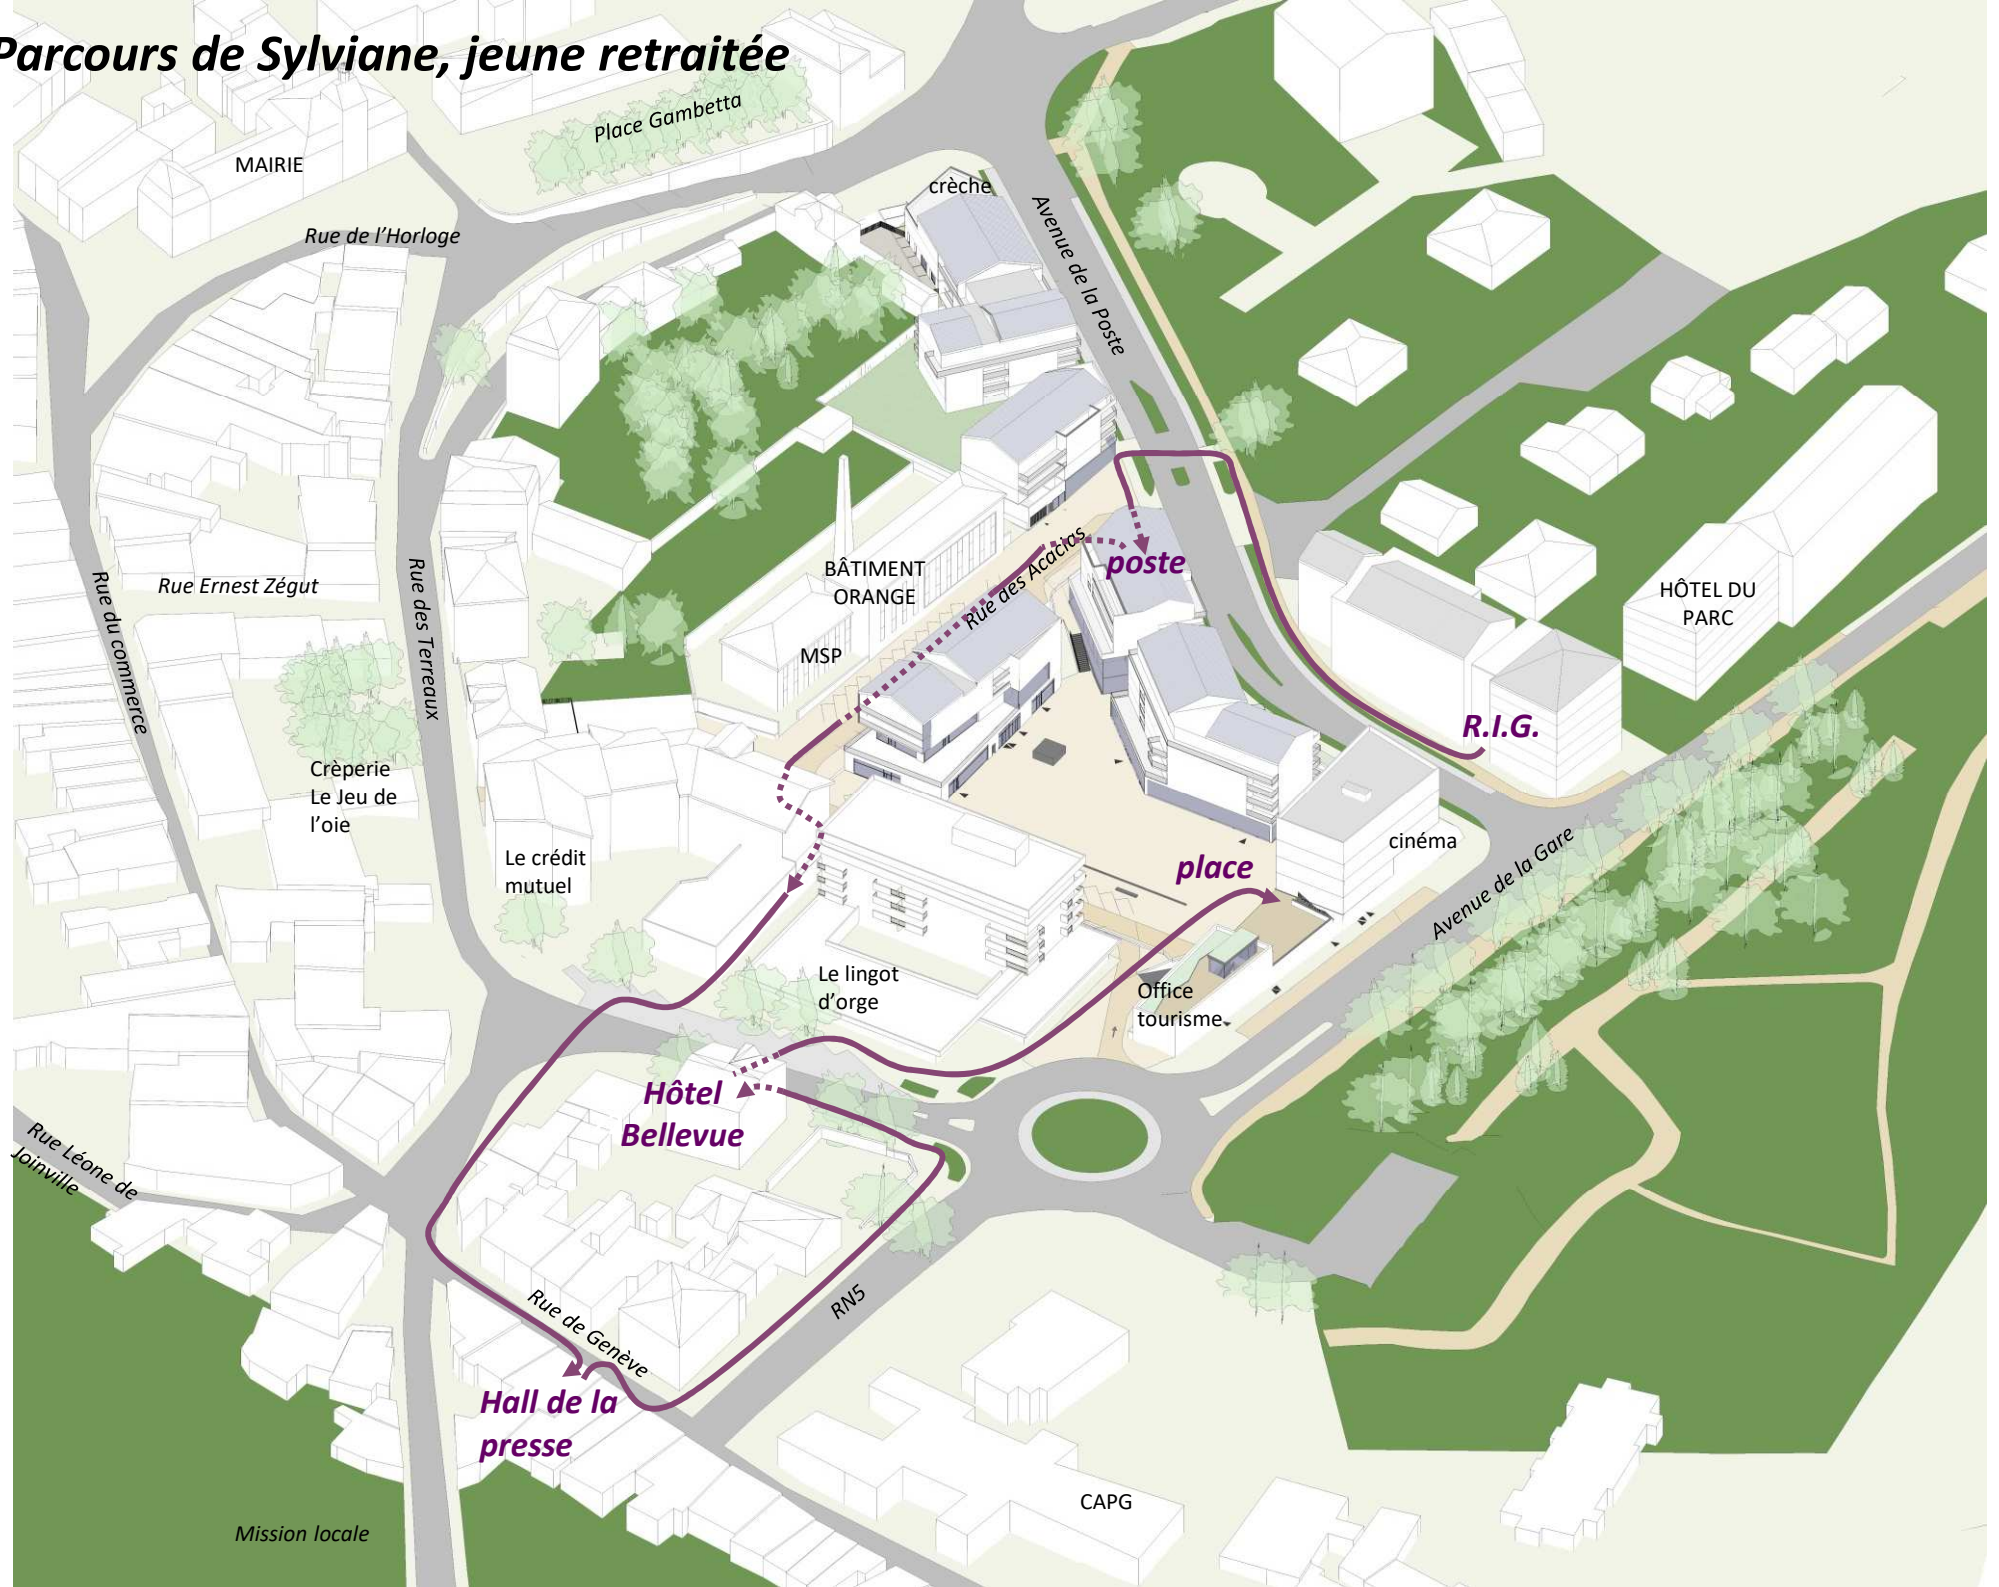 Parcours de Sylviane, jeune retraitée
Place Gambetta
MAIRIE
crèche
Rue de l'Horloge
Avenue de la Poste
BÂTIMENT
ORANGE
Rue des Acacias
poste
Rue Ernest Zégut
Rue du commerce
Rue des Terreaux
MSP
HÔTEL DU
PARC
R.I.G.
Crèperie
Le Jeu de
l'oie
Le crédit
mutuel
cinéma
place
Avenue de la Gare
Le lingot
d'orge
Office
tourisme
Hôtel
Bellevue
Rue Léone de
Joinville
Rue de Genève
RN5
Hall de la
presse
CAPG
Mission locale